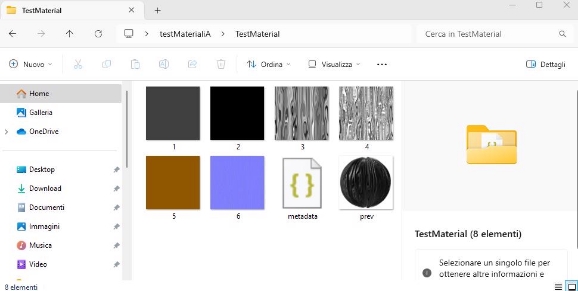 TestMaterial
testMaterialiA > TestMaterial
Cerca in TestMaterial
Nuovo
Ordina
Visualizza
Dettagli
Home
Galleria
OneDrive
Desktop
Download
Documenti
Immagini
Musica
Video
1 2 3 4
5 6 metadata prev
TestMaterial (8 elementi)
Selezionare un singolo file per
ottenere altre informazioni e
8 elementi